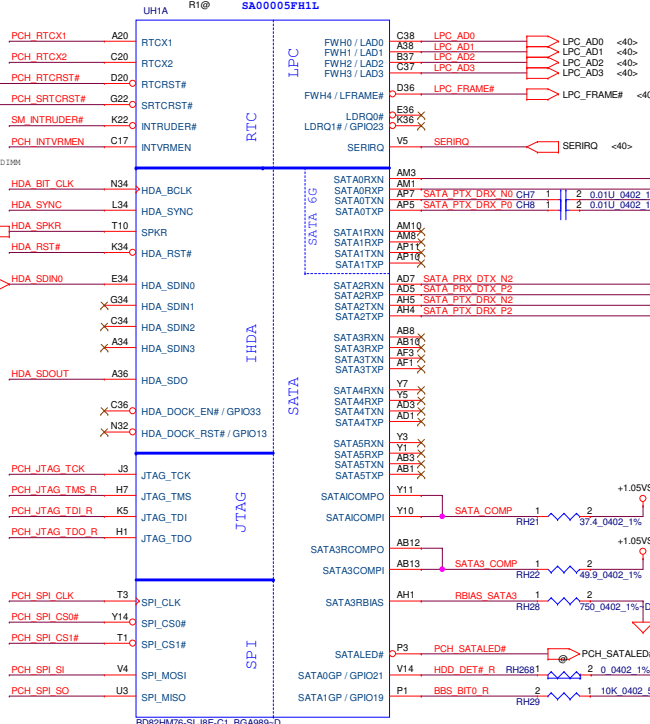 UH1A R1@ SA00005FH1L
PCH_RTCX1 A20 RTCX1
PCH_RTCX2 C20 RTCX2
PCH_RTCRST# D20 RTCRST#
PCH_SRTCRST# G22 SRTCRST#
SM_INTRUDER# K22 INTRUDER#
PCH_INTVRMEN C17 INTVRMEN
RTC
LPC
FWH0 / LAD0 C38 LPC_AD0 LPC_AD0 <40>
FWH1 / LAD1 A38 LPC_AD1 LPC_AD1 <40>
FWH2 / LAD2 B37 LPC_AD2 LPC_AD2 <40>
FWH3 / LAD3 C37 LPC_AD3 LPC_AD3 <40>
FWH4 / LFRAME# D36 LPC_FRAME# LPC_FRAME# <40
LDRQ0# E36
LDRQ1# / GPIO23 K36
SERIRQ V5 SERIRQ SERIRQ <40>
DIMM
HDA_BIT_CLK N34 HDA_BCLK
HDA_SYNC L34 HDA_SYNC
HDA_SPKR T10 SPKR
HDA_RST# K34 HDA_RST#
HDA_SDIN0 E34 HDA_SDIN0
G34 HDA_SDIN1
C34 HDA_SDIN2
A34 HDA_SDIN3
HDA_SDOUT A36 HDA_SDO
C36 HDA_DOCK_EN# / GPIO33
N32 HDA_DOCK_RST# / GPIO13
IHDA
SATA 6G
SATA
SATA0RXN AM3
SATA0RXP AM1
SATA0TXN AP7 SATA_PTX_DRX_N0 CH7 1 2 0.01U_0402_1
SATA0TXP AP5 SATA_PTX_DRX_P0 CH8 1 2 0.01U_0402_1
SATA1RXN AM10
SATA1RXP AM8
SATA1TXN AP11
SATA1TXP AP10
SATA2RXN AD7 SATA_PRX_DTX_N2
SATA2RXP AD5 SATA_PRX_DTX_P2
SATA2TXN AH5 SATA_PTX_DRX_N2
SATA2TXP AH4 SATA_PTX_DRX_P2
SATA3RXN AB8
SATA3RXP AB10
SATA3TXN AF3
SATA3TXP AF1
SATA4RXN Y7
SATA4RXP Y5
SATA4TXN AD3
SATA4TXP AD1
SATA5RXN Y3
SATA5RXP Y1
SATA5TXN AB3
SATA5TXP AB1
PCH_JTAG_TCK J3 JTAG_TCK
PCH_JTAG_TMS_R H7 JTAG_TMS
PCH_JTAG_TDI_R K5 JTAG_TDI
PCH_JTAG_TDO_R H1 JTAG_TDO
JTAG
+1.05VS
SATAICOMPO Y11
SATAICOMPI Y10 SATA_COMP 1 2
RH21 37.4_0402_1%
+1.05VS
SATA3RCOMPO AB12
SATA3COMPI AB13 SATA3_COMP 1 2
RH22 49.9_0402_1%
SATA3RBIAS AH1 RBIAS_SATA3 1 2
RH28 750_0402_1%~D
PCH_SPI_CLK T3 SPI_CLK
PCH_SPI_CS0# Y14 SPI_CS0#
PCH_SPI_CS1# T1 SPI_CS1#
PCH_SPI_SI V4 SPI_MOSI
PCH_SPI_SO U3 SPI_MISO
SPI
SATALED# P3 PCH_SATALED# @ PCH_SATALED#
SATA0GP / GPIO21 V14 HDD_DET#_R RH268 1 2 0_0402_1%
SATA1GP / GPIO19 P1 BBS_BIT0_R 2 1 10K_0402_5
RH29
BD82HM76-SLJ8E-C1_BGA989~D